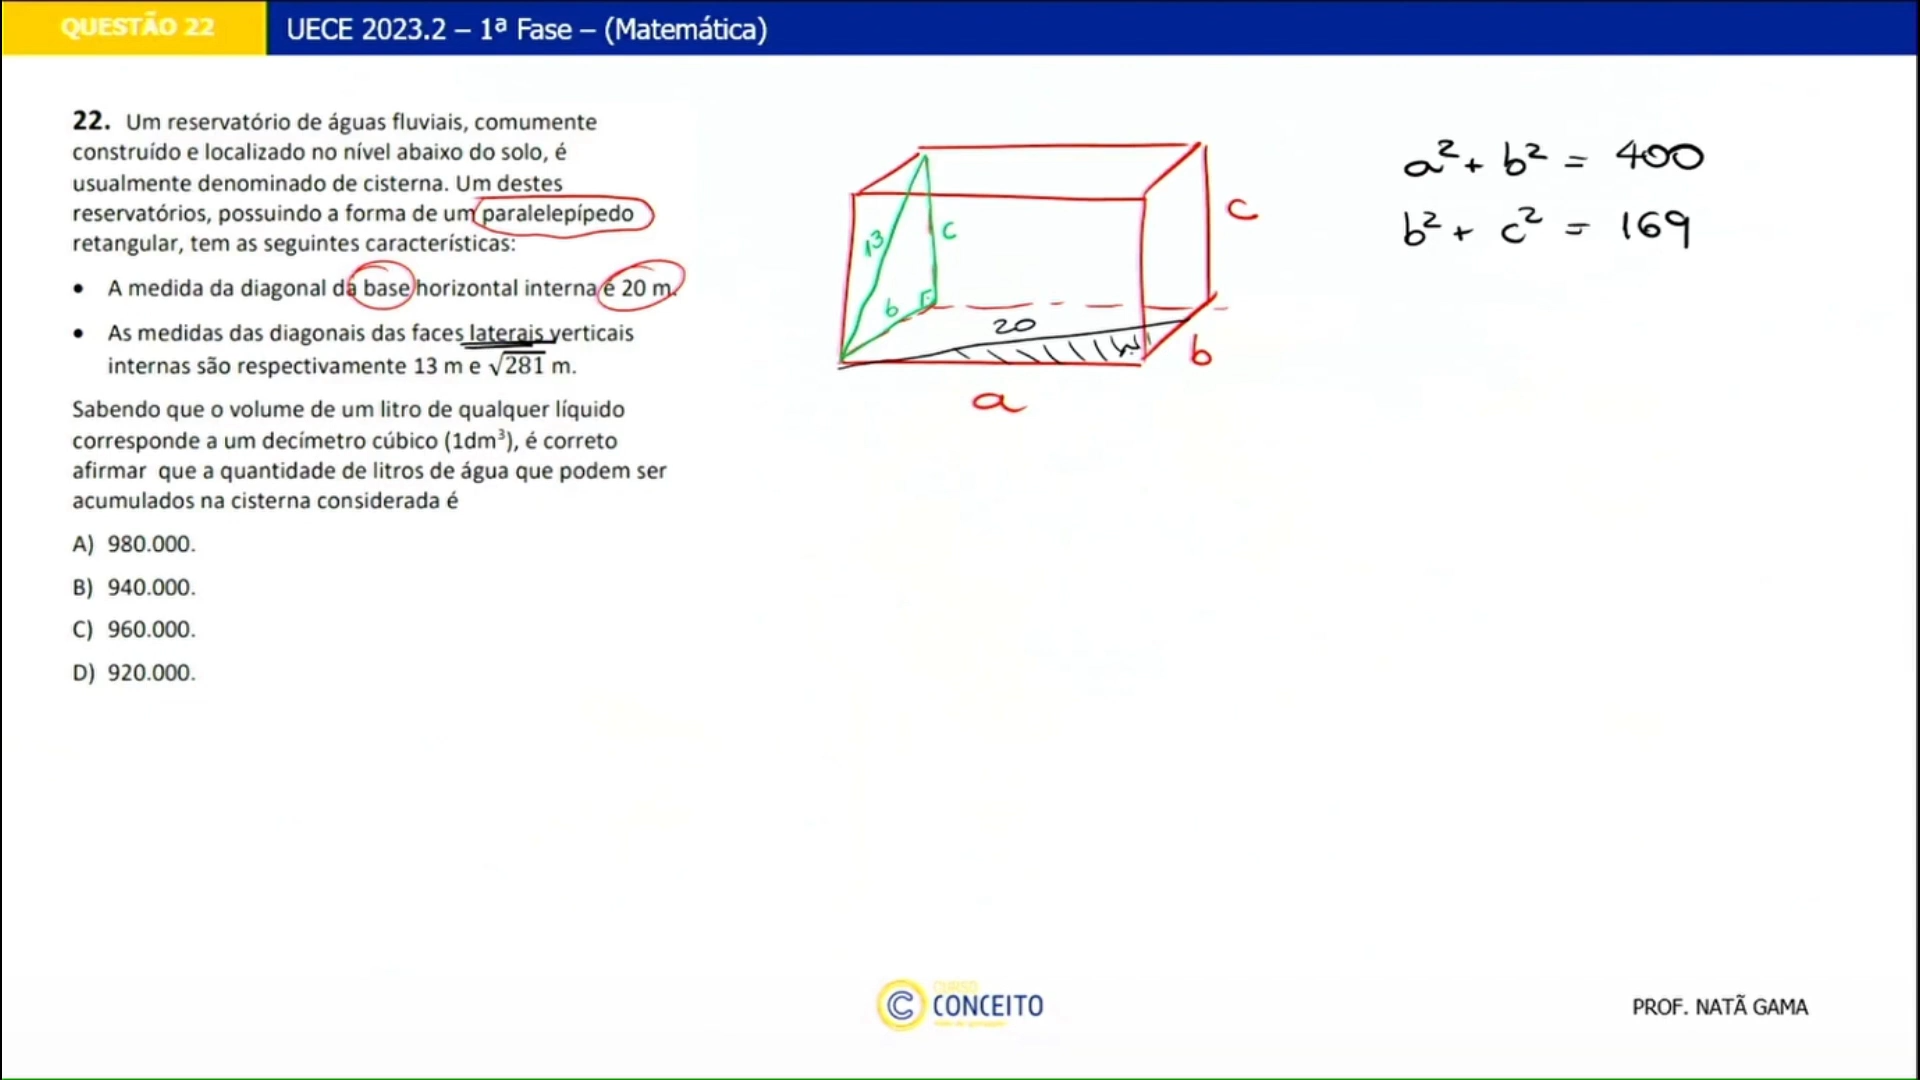 QUESTÃO 22
UECE 2023.2 – 1ª Fase – (Matemática)
22. Um reservatório de águas fluviais, comumente
construído e localizado no nível abaixo do solo, é
usualmente denominado de cisterna. Um destes
reservatórios, possuindo a forma de um paralelepípedo
retangular, tem as seguintes características:
• A medida da diagonal da base horizontal interna é 20 m.
• As medidas das diagonais das faces laterais verticais
internas são respectivamente 13 m e √281 m.
Sabendo que o volume de um litro de qualquer líquido
corresponde a um decímetro cúbico (1dm³), é correto
afirmar que a quantidade de litros de água que podem ser
acumulados na cisterna considerada é
A) 980.000.
B) 940.000.
C) 960.000.
D) 920.000.
13
c
b
20
c
b
a
a² + b² = 400
b² + c² = 169
C
CURSO
CONCEITO
PROF. NATÃ GAMA